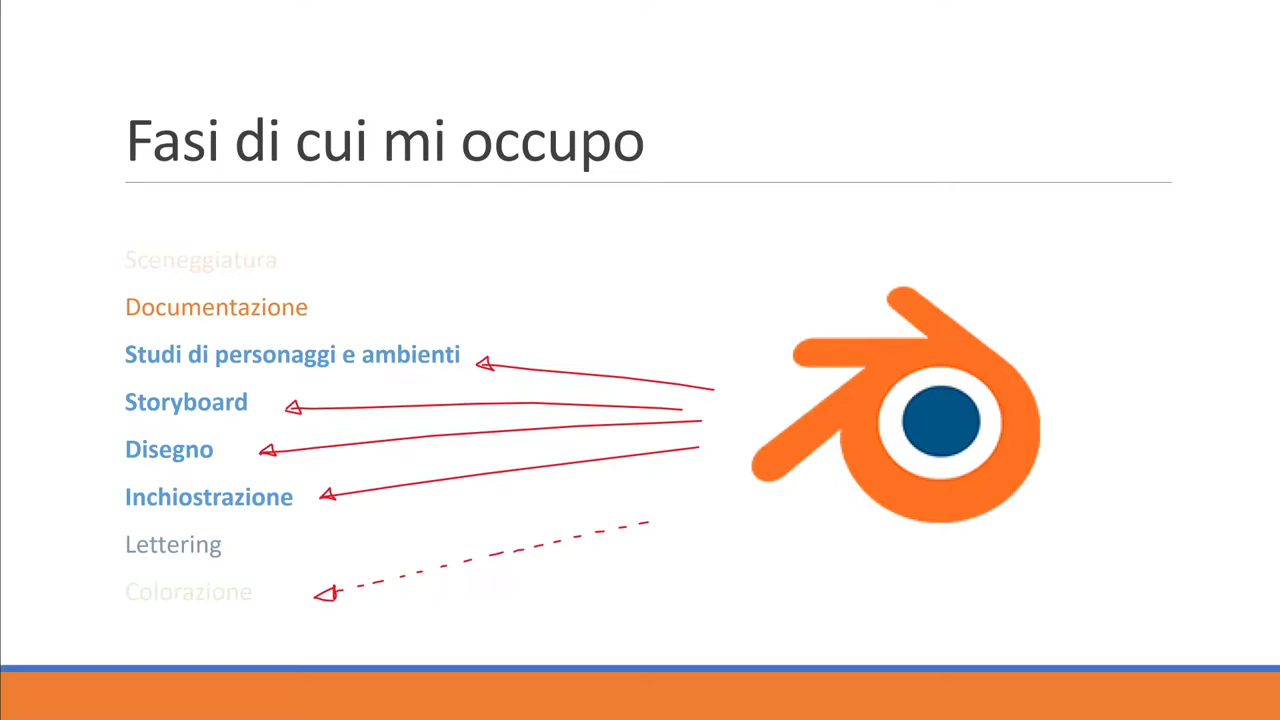 Fasi di cui mi occupo
Sceneggiatura
Documentazione
Studi di personaggi e ambienti
Storyboard
Disegno
Inchiostrazione
Lettering
Colorazione